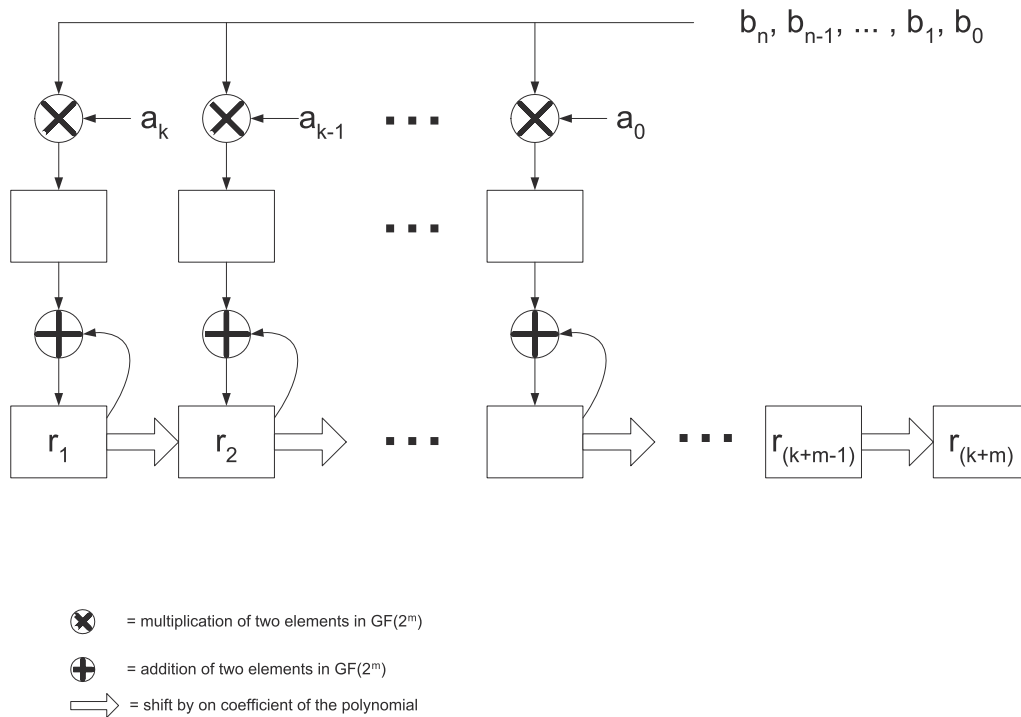 b_n, b_{n-1}, ... , b_1, b_0
a_k
a_{k-1}
a_0
r_1
r_2
r_{(k+m-1)}
r_{(k+m)}
= multiplication of two elements in GF(2^m)
= addition of two elements in GF(2^m)
= shift by on coefficient of the polynomial